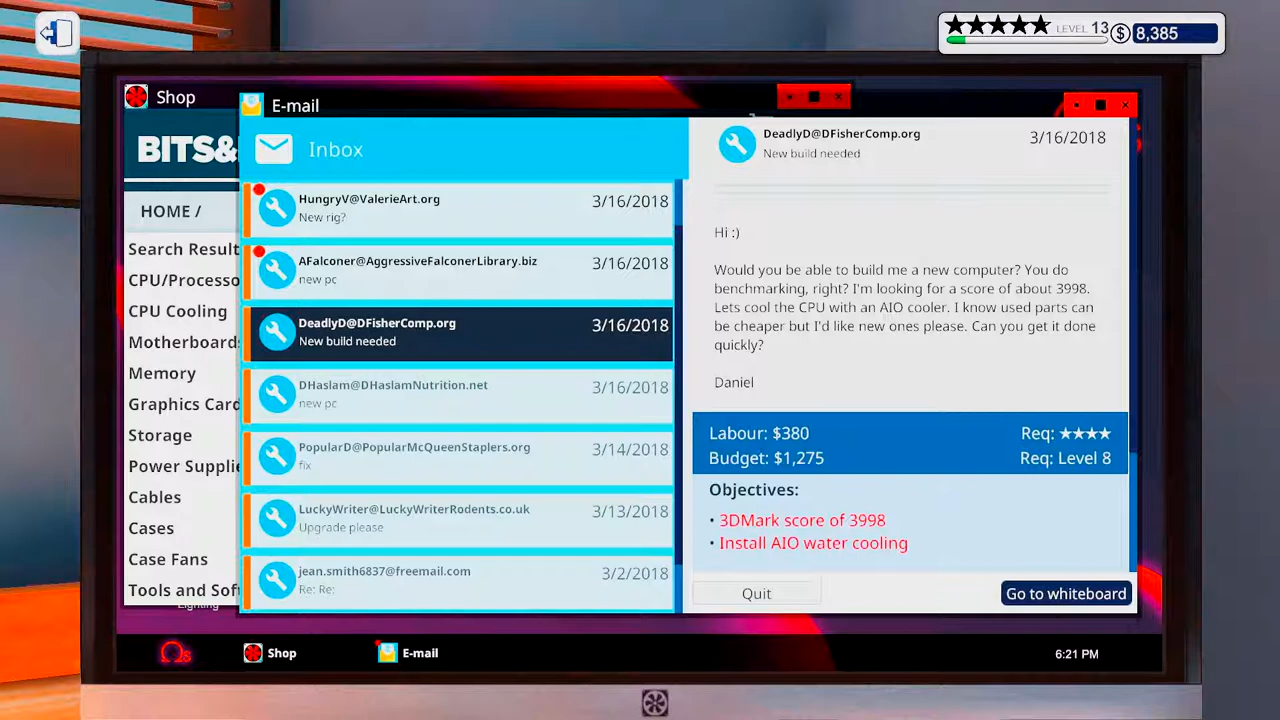 ★★★★★ LEVEL 13 $ 8,385
Shop
E-mail
BITS&
HOME /
Search Result
CPU/Processo
CPU Cooling
Motherboards
Memory
Graphics Card
Storage
Power Supplie
Cables
Cases
Case Fans
Tools and Sof
Lighting
Inbox
HungryV@ValerieArt.org 3/16/2018
New rig?
AFalconer@AggressiveFalconerLibrary.biz 3/16/2018
new pc
DeadlyD@DFisherComp.org 3/16/2018
New build needed
DHaslam@DHaslamNutrition.net 3/16/2018
new pc
PopularD@PopularMcQueenStaplers.org 3/14/2018
fix
LuckyWriter@LuckyWriterRodents.co.uk 3/13/2018
Upgrade please
jean.smith6837@freemail.com 3/2/2018
Re: Re:
DeadlyD@DFisherComp.org 3/16/2018
New build needed
Hi :)
Would you be able to build me a new computer? You do
benchmarking, right? I'm looking for a score of about 3998.
Lets cool the CPU with an AIO cooler. I know used parts can
be cheaper but I'd like new ones please. Can you get it done
quickly?
Daniel
Labour: $380 Req: ★★★★
Budget: $1,275 Req: Level 8
Objectives:
• 3DMark score of 3998
• Install AIO water cooling
Quit Go to whiteboard
Ωs Shop E-mail 6:21 PM